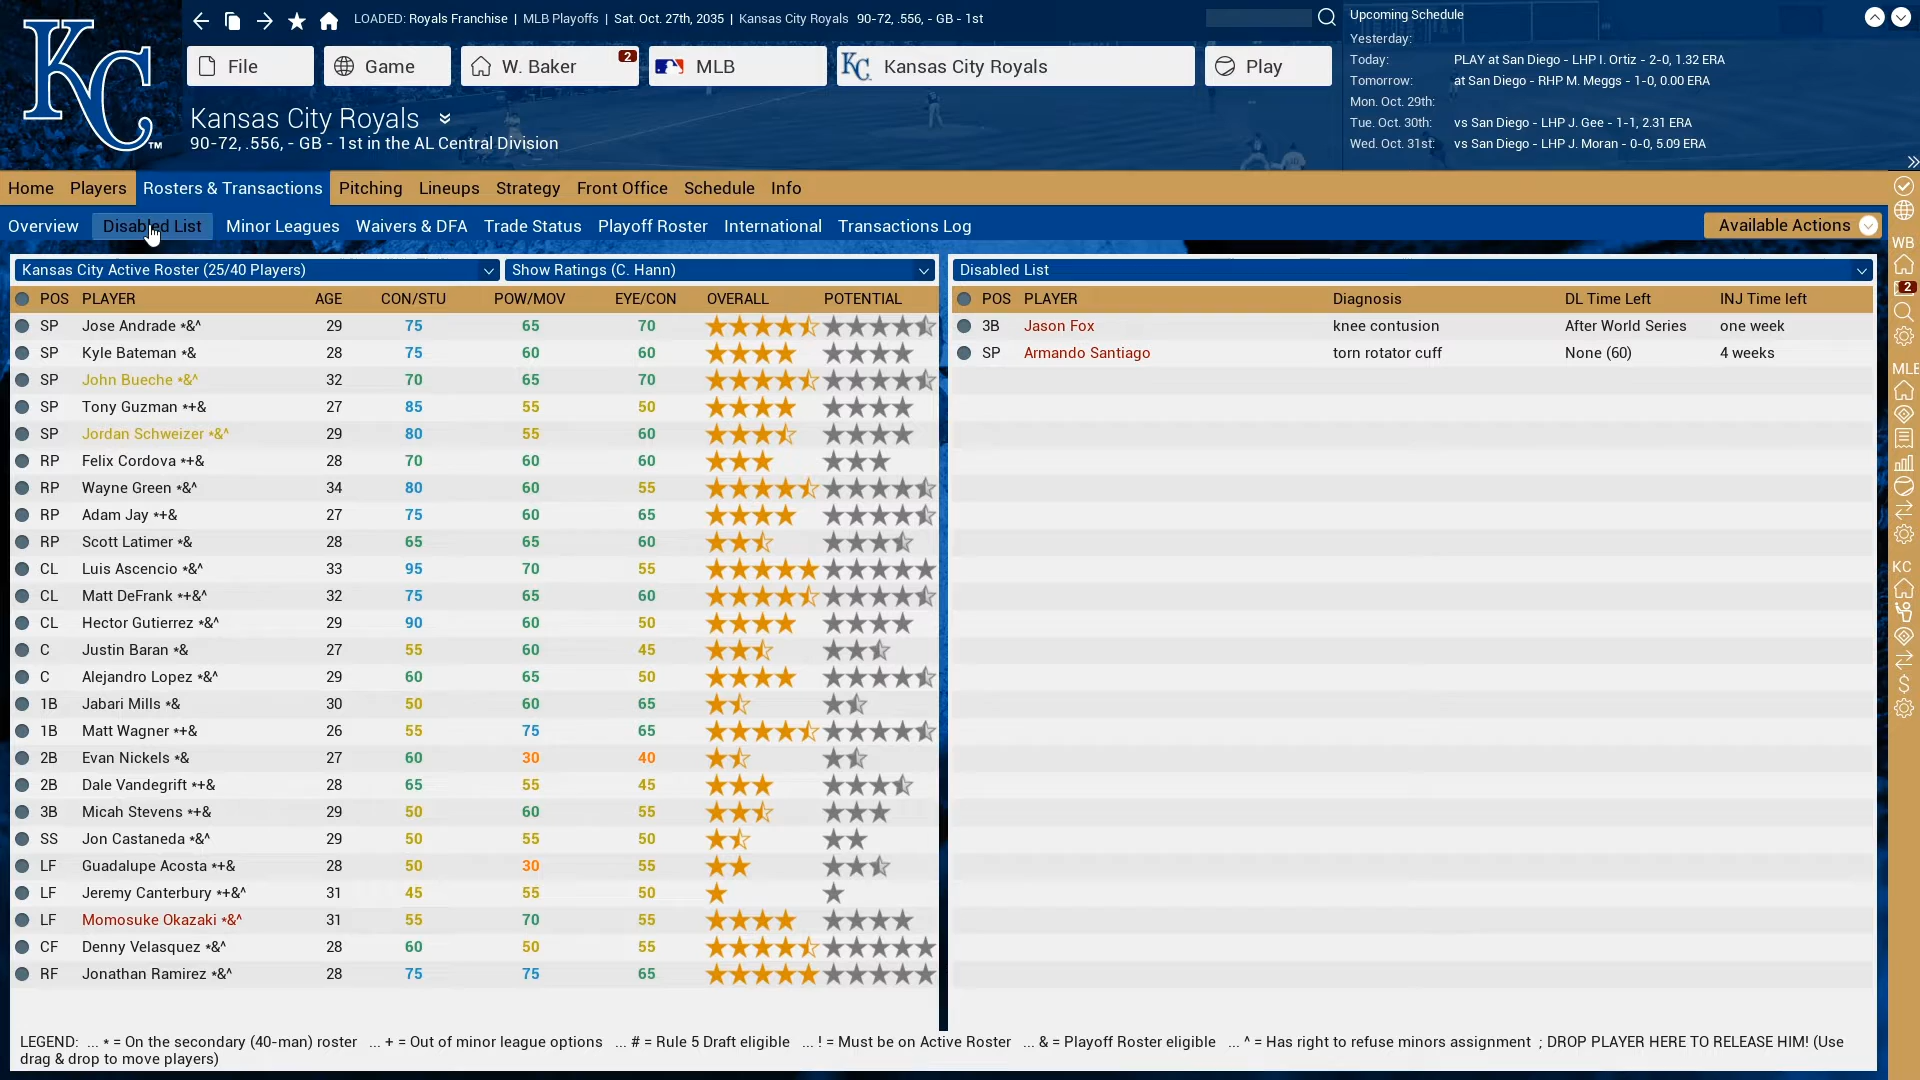 LOADED: Royals Franchise | MLB Playoffs | Sat. Oct. 27th, 2035 | Kansas City Royals 90-72, .556, - GB - 1st
KC
TM
File
Game
W. Baker
2
MLB
Kansas City Royals
Play
Kansas City Royals
90-72, .556, - GB - 1st in the AL Central Division
Upcoming Schedule
Yesterday:
Today: PLAY at San Diego - LHP I. Ortiz - 2-0, 1.32 ERA
Tomorrow: at San Diego - RHP M. Meggs - 1-0, 0.00 ERA
Mon. Oct. 29th:
Tue. Oct. 30th: vs San Diego - LHP J. Gee - 1-1, 2.31 ERA
Wed. Oct. 31st: vs San Diego - LHP J. Moran - 0-0, 5.09 ERA
Home Players Rosters & Transactions Pitching Lineups Strategy Front Office Schedule Info
Overview Disabled List Minor Leagues Waivers & DFA Trade Status Playoff Roster International Transactions Log
Available Actions
Kansas City Active Roster (25/40 Players)
Show Ratings (C. Hann)
POS PLAYER AGE CON/STU POW/MOV EYE/CON OVERALL POTENTIAL
SP Jose Andrade *&^ 29 75 65 70
SP Kyle Bateman *& 28 75 60 60
SP John Bueche *&^ 32 70 65 70
SP Tony Guzman *+& 27 85 55 50
SP Jordan Schweizer *&^ 29 80 55 60
RP Felix Cordova *+& 28 70 60 60
RP Wayne Green *&^ 34 80 60 55
RP Adam Jay *+& 27 75 60 65
RP Scott Latimer *& 28 65 65 60
CL Luis Ascencio *&^ 33 95 70 55
CL Matt DeFrank *+&^ 32 75 65 60
CL Hector Gutierrez *&^ 29 90 60 50
C Justin Baran *& 27 55 60 45
C Alejandro Lopez *&^ 29 60 65 50
1B Jabari Mills *& 30 50 60 65
1B Matt Wagner *+& 26 55 75 65
2B Evan Nickels *& 27 60 30 40
2B Dale Vandegrift *+& 28 65 55 45
3B Micah Stevens *+& 29 50 60 55
SS Jon Castaneda *&^ 29 50 55 50
LF Guadalupe Acosta *+& 28 50 30 55
LF Jeremy Canterbury *+&^ 31 45 55 50
LF Momosuke Okazaki *&^ 31 55 70 55
CF Denny Velasquez *&^ 28 60 50 55
RF Jonathan Ramirez *&^ 28 75 75 65
Disabled List
POS PLAYER Diagnosis DL Time Left INJ Time left
3B Jason Fox knee contusion After World Series one week
SP Armando Santiago torn rotator cuff None (60) 4 weeks
WB
2
MLB
KC
LEGEND: ... * = On the secondary (40-man) roster ... + = Out of minor league options ... # = Rule 5 Draft eligible ... ! = Must be on Active Roster ... & = Playoff Roster eligible ... ^ = Has right to refuse minors assignment ; DROP PLAYER HERE TO RELEASE HIM! (Use
drag & drop to move players)